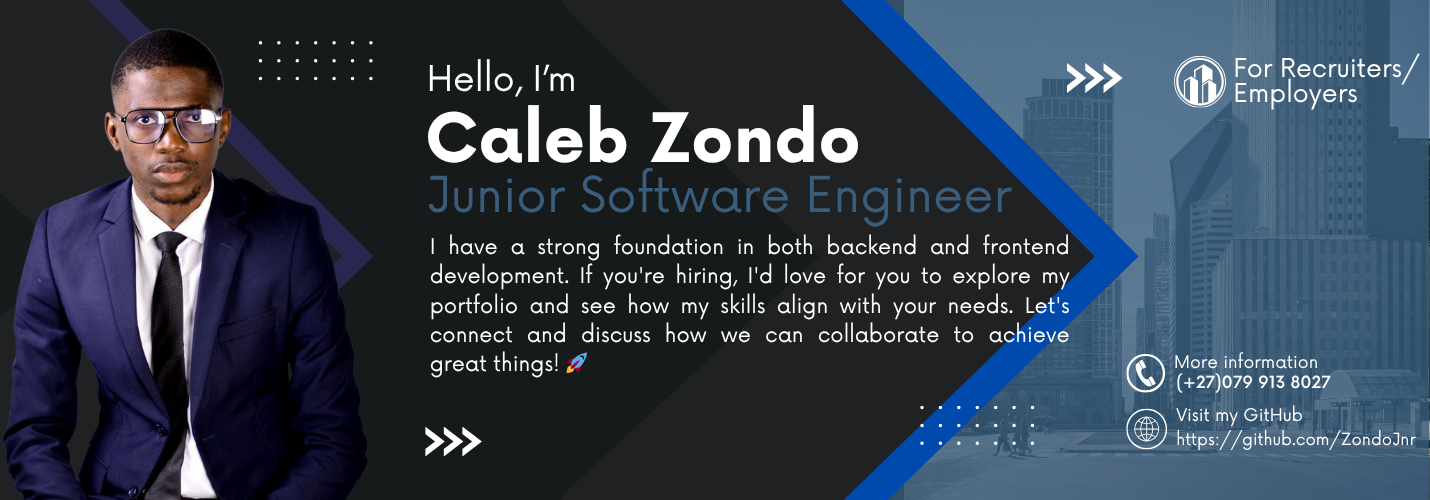 Hello, I’m
Caleb Zondo
Junior Software Engineer
I have a strong foundation in both backend and frontend
development. If you're hiring, I'd love for you to explore my
portfolio and see how my skills align with your needs. Let's
connect and discuss how we can collaborate to achieve
great things! 🚀
For Recruiters/
Employers
More information
(+27)079 913 8027
Visit my GitHub
https://github.com/ZondoJnr